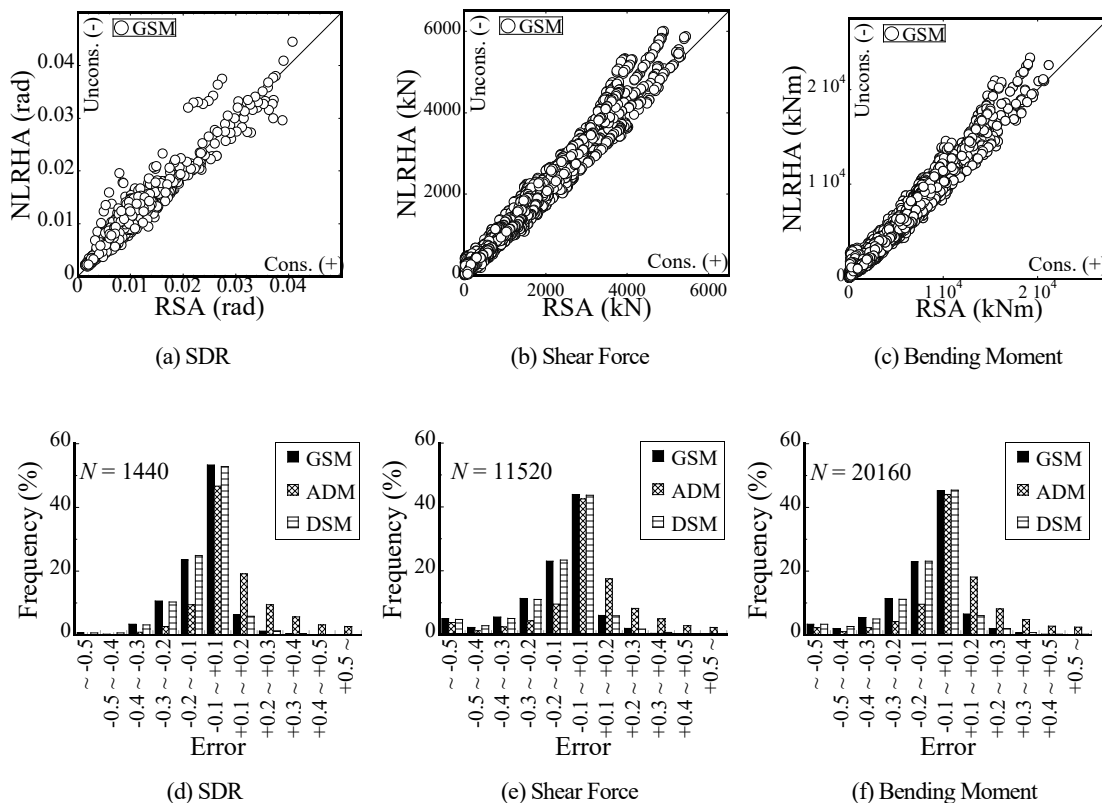 Uncons. (-)
GSM
0.04
0.03
0.02
0.01
0
NLRHA (rad)
Cons. (+)
0 0.01 0.02 0.03 0.04
RSA (rad)
(a) SDR
Uncons. (-)
GSM
6000
4000
2000
0
NLRHA (kN)
Cons. (+)
0 2000 4000 6000
RSA (kN)
(b) Shear Force
Uncons. (-)
GSM
2 10⁴
1 10⁴
0
NLRHA (kNm)
Cons. (+)
0 1 10⁴ 2 10⁴
RSA (kNm)
(c) Bending Moment
60
40
20
0
Frequency (%)
N = 1440
GSM
ADM
DSM
~ -0.5
-0.5 ~ -0.4
-0.4 ~ -0.3
-0.3 ~ -0.2
-0.2 ~ -0.1
-0.1 ~ +0.1
+0.1 ~ +0.2
+0.2 ~ +0.3
+0.3 ~ +0.4
+0.4 ~ +0.5
+0.5 ~
Error
(d) SDR
60
40
20
0
Frequency (%)
N = 11520
GSM
ADM
DSM
~ -0.5
-0.5 ~ -0.4
-0.4 ~ -0.3
-0.3 ~ -0.2
-0.2 ~ -0.1
-0.1 ~ +0.1
+0.1 ~ +0.2
+0.2 ~ +0.3
+0.3 ~ +0.4
+0.4 ~ +0.5
+0.5 ~
Error
(e) Shear Force
60
40
20
0
Frequency (%)
N = 20160
GSM
ADM
DSM
~ -0.5
-0.5 ~ -0.4
-0.4 ~ -0.3
-0.3 ~ -0.2
-0.2 ~ -0.1
-0.1 ~ +0.1
+0.1 ~ +0.2
+0.2 ~ +0.3
+0.3 ~ +0.4
+0.4 ~ +0.5
+0.5 ~
Error
(f) Bending Moment